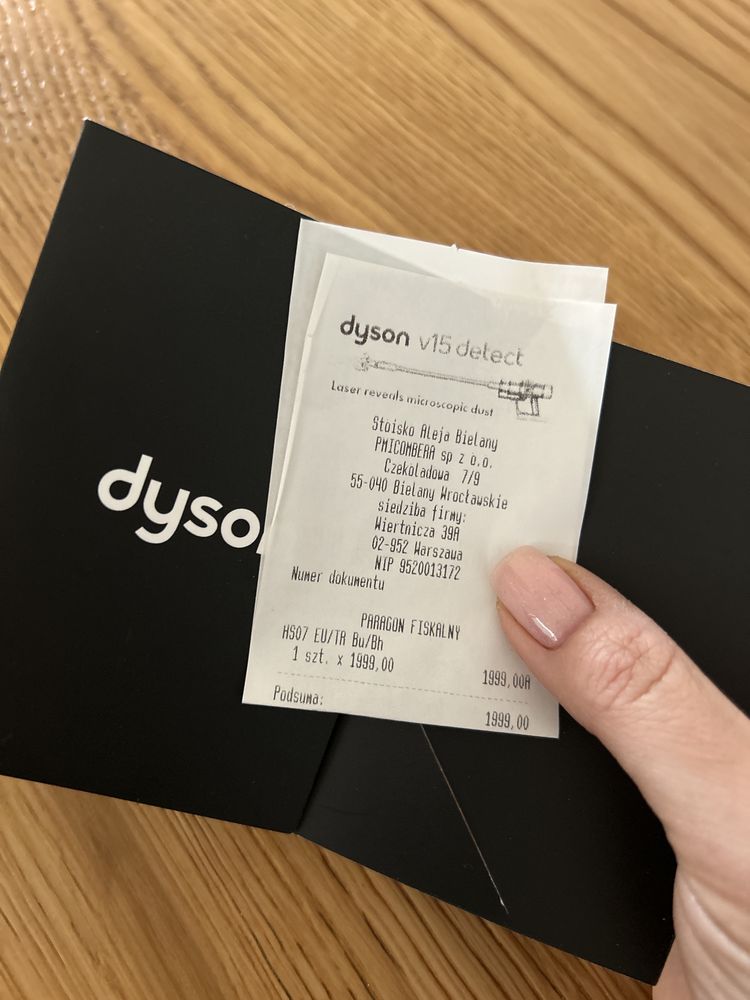 dyson
dyson v15 detect
Laser reveals microscopic dust
Stoisko Aleja Bielany
PMICOMBERA sp z o.o.
Czekoladowa 7/9
55-040 Bielany Wrocławskie
siedziba firmy:
Wiertnicza 39A
02-952 Warszawa
NIP 9520013172
Numer dokumentu
PARAGON FISKALNY
HS07 EU/TR Bu/Bh
1 szt. x 1999,00 1999,00A
Podsuma: 1999,00